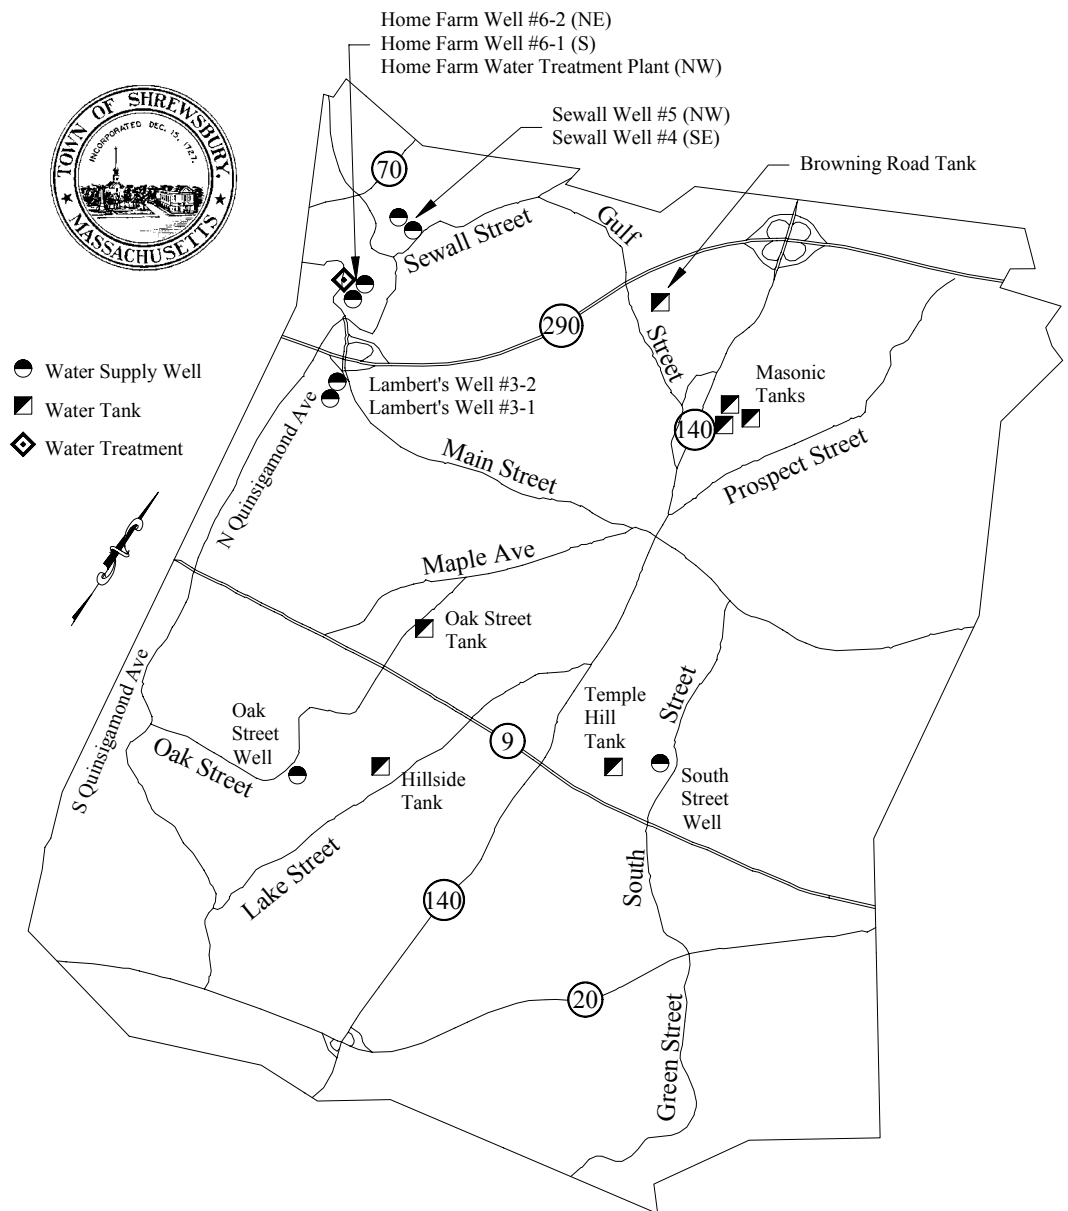 Home Farm Well #6-2 (NE)
Home Farm Well #6-1 (S)
Home Farm Water Treatment Plant (NW)
TOWN OF SHREWSBURY.
INCORPORATED DEC. 15, 1727.
MASSACHUSETTS
Sewall Well #5 (NW)
Sewall Well #4 (SE)
Browning Road Tank
70
Sewall Street
Gulf
Street
290
Water Supply Well
Water Tank
Water Treatment
Lambert's Well #3-2
Lambert's Well #3-1
Masonic
Tanks
140
Prospect Street
N Quinsigamond Ave
Main Street
Maple Ave
Oak Street
Tank
S Quinsigamond Ave
Oak
Street
Well
Oak Street
Hillside
Tank
9
Temple
Hill
Tank
Street
South
Street
Well
Lake Street
South
140
20
Green Street